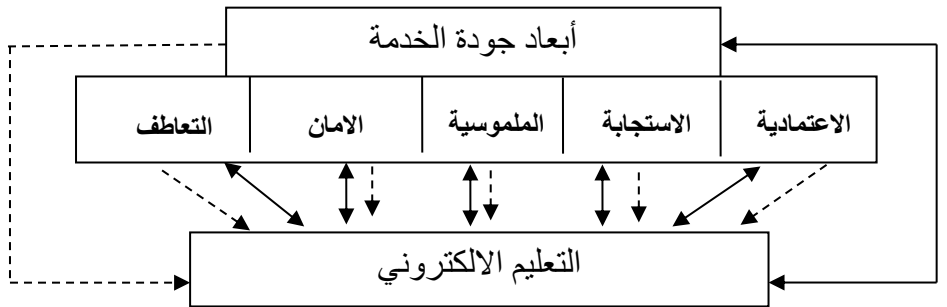 أبعاد جودة الخدمة
الاعتمادية
الاستجابة
الملموسية
الامان
التعاطف
التعليم الالكتروني